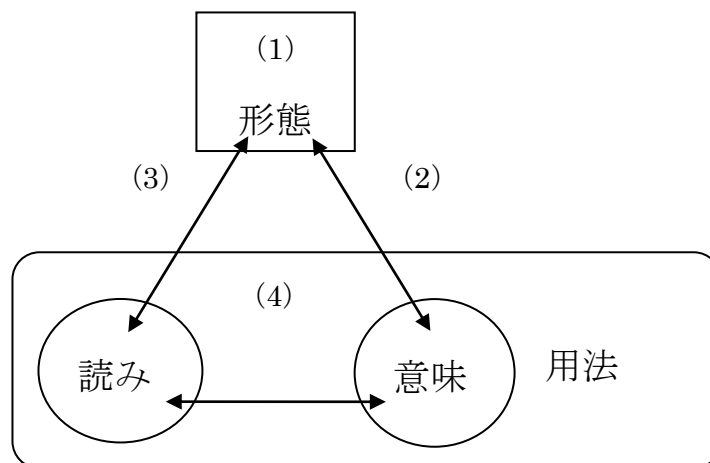 (1)
形態
(3)
(2)
(4)
読み
意味
用法